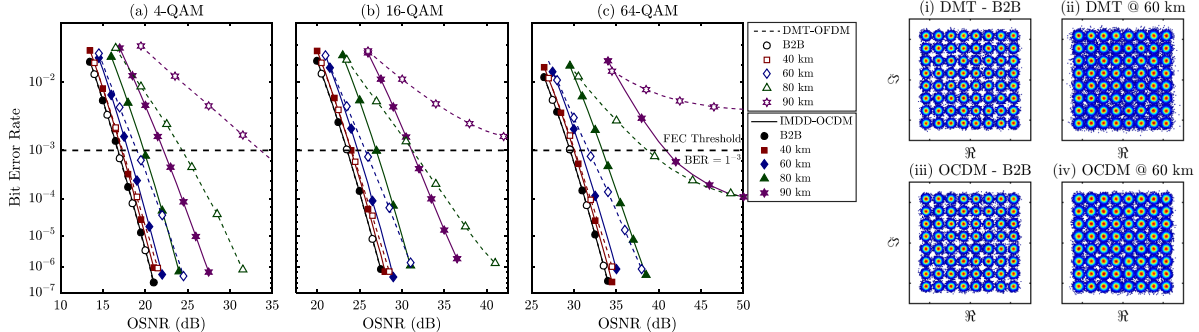 (a) 4-QAM
(b) 16-QAM
(c) 64-QAM
Bit Error Rate
10⁻²
10⁻³
10⁻⁴
10⁻⁵
10⁻⁶
10⁻⁷
10 15 20 25 30 35
OSNR (dB)
20 25 30 35 40
OSNR (dB)
25 30 35 40 45 50
OSNR (dB)
FEC Threshold
BER = 1⁻³
DMT-OFDM
B2B
40 km
60 km
80 km
90 km
IMDD-OCDM
B2B
40 km
60 km
80 km
90 km
(i) DMT - B2B
ℑ
ℜ
(ii) DMT @ 60 km
ℜ
(iii) OCDM - B2B
ℑ
ℜ
(iv) OCDM @ 60 km
ℜ